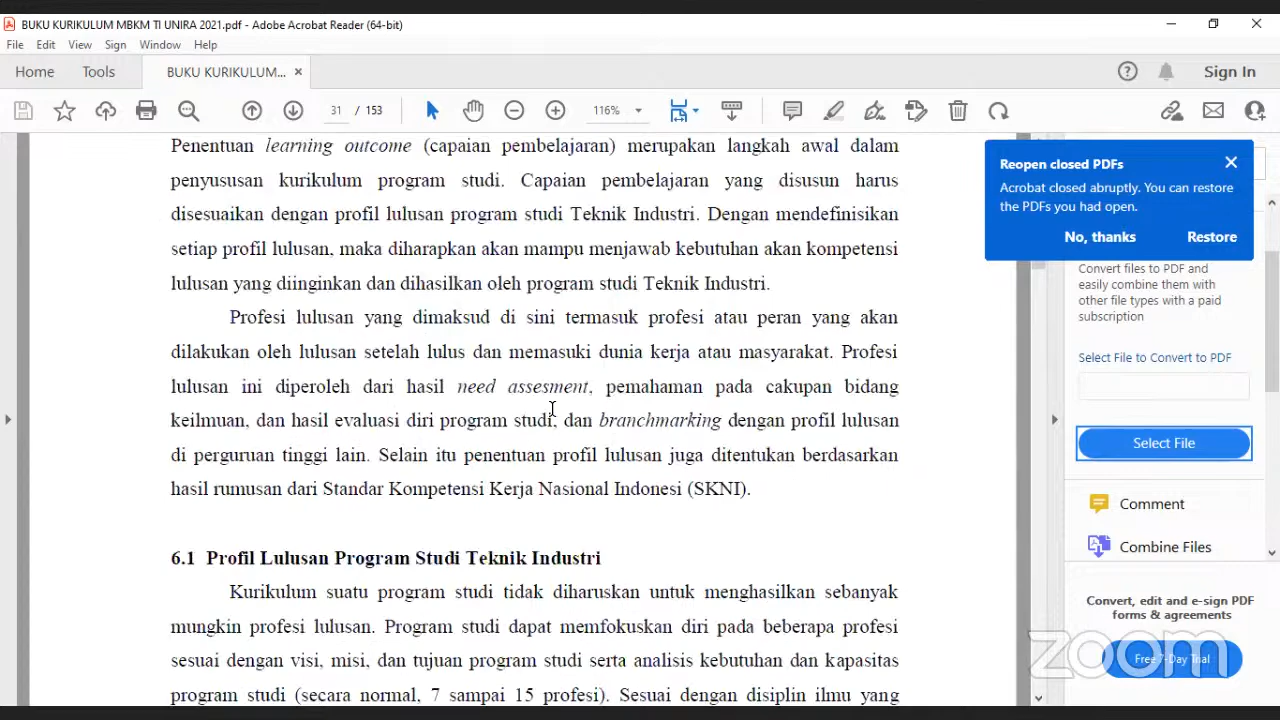 BUKU KURIKULUM MBKM TI UNIRA 2021.pdf - Adobe Acrobat Reader (64-bit)
File Edit View Sign Window Help
Home Tools BUKU KURIKULUM... × Sign In
31 / 153 116%
Penentuan learning outcome (capaian pembelajaran) merupakan langkah awal dalam
penyususan kurikulum program studi. Capaian pembelajaran yang disusun harus
disesuaikan dengan profil lulusan program studi Teknik Industri. Dengan mendefinisikan
setiap profil lulusan, maka diharapkan akan mampu menjawab kebutuhan akan kompetensi
lulusan yang diinginkan dan dihasilkan oleh program studi Teknik Industri.
Profesi lulusan yang dimaksud di sini termasuk profesi atau peran yang akan
dilakukan oleh lulusan setelah lulus dan memasuki dunia kerja atau masyarakat. Profesi
lulusan ini diperoleh dari hasil need assesment, pemahaman pada cakupan bidang
keilmuan, dan hasil evaluasi diri program studi, dan branchmarking dengan profil lulusan
di perguruan tinggi lain. Selain itu penentuan profil lulusan juga ditentukan berdasarkan
hasil rumusan dari Standar Kompetensi Kerja Nasional Indonesi (SKNI).
6.1 Profil Lulusan Program Studi Teknik Industri
Kurikulum suatu program studi tidak diharuskan untuk menghasilkan sebanyak
mungkin profesi lulusan. Program studi dapat memfokuskan diri pada beberapa profesi
sesuai dengan visi, misi, dan tujuan program studi serta analisis kebutuhan dan kapasitas
program studi (secara normal, 7 sampai 15 profesi). Sesuai dengan disiplin ilmu yang
Reopen closed PDFs
Acrobat closed abruptly. You can restore
the PDFs you had open.
No, thanks Restore
Convert files to PDF and
easily combine them with
other file types with a paid
subscription
Select File to Convert to PDF
Select File
Comment
Combine Files
Convert, edit and e-sign PDF
forms & agreements
Free 7-Day Trial
zoom